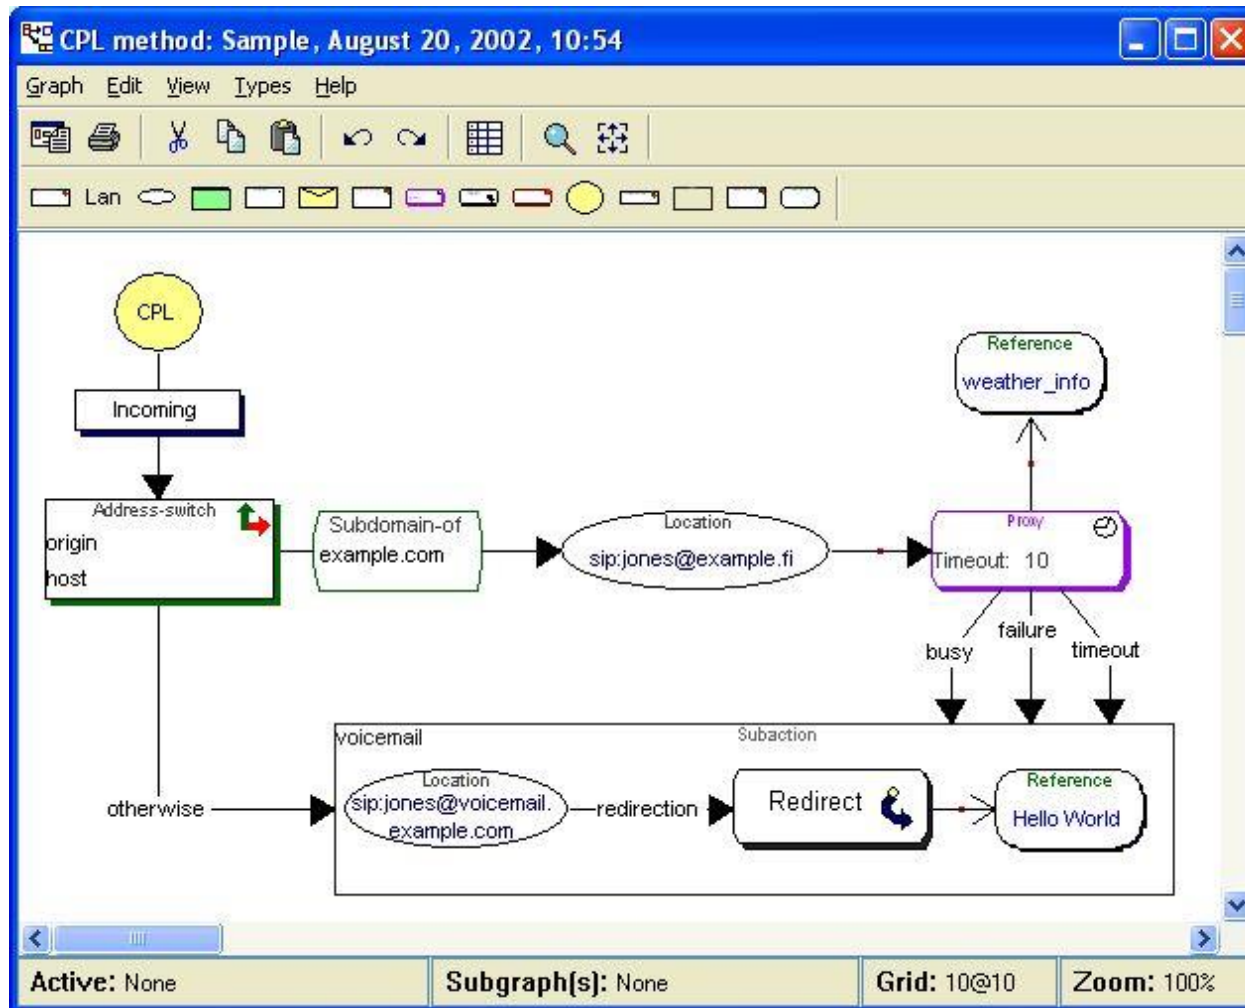 CPL method: Sample, August 20, 2002, 10:54
Graph Edit View Types Help
Lan
CPL
Incoming
Address-switch
origin
host
Subdomain-of
example.com
Location
sip:jones@example.fi
Reference
weather_info
Proxy
Timeout: 10
busy
failure
timeout
otherwise
voicemail
Subaction
Location
sip:jones@voicemail.
example.com
redirection
Redirect
Reference
Hello World
Active: None
Subgraph(s): None
Grid: 10@10
Zoom: 100%